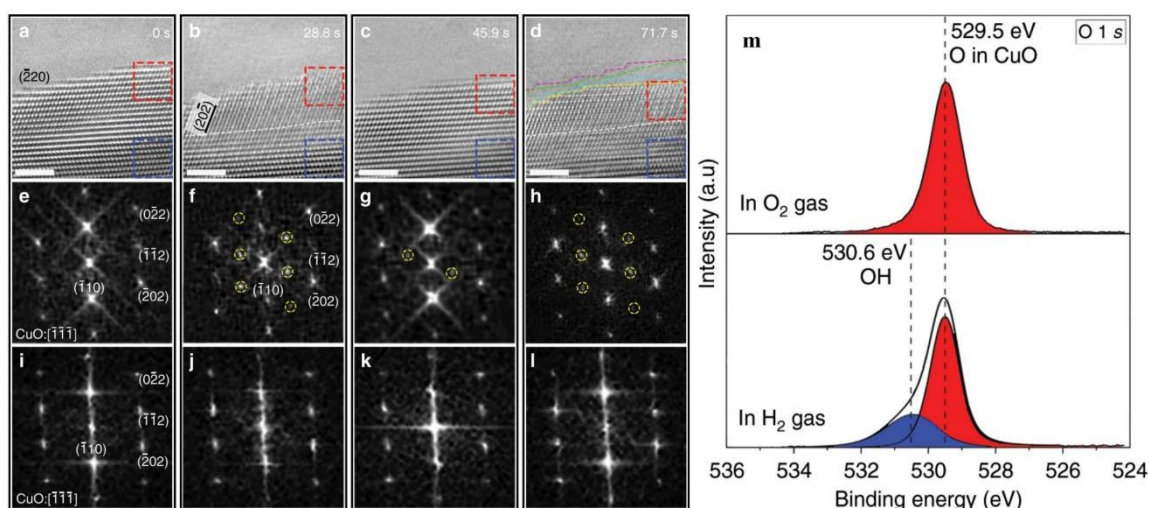 a
0 s
(2̅20)
b
28.8 s
(202̅)
c
45.9 s
d
71.7 s
e
(02̅2)
(1̅1̅2)
(1̅10)
(2̅02)
CuO:[1̅1̅1̅]
f
(02̅2)
(1̅1̅2)
(1̅10)
(2̅02)
g
h
i
(02̅2)
(1̅1̅2)
(1̅10)
(2̅02)
CuO:[1̅1̅1̅]
j
k
l
m
529.5 eV
O in CuO
O 1 s
In O₂ gas
530.6 eV
OH
In H₂ gas
Intensity (a.u)
536 534 532 530 528 526 524
Binding energy (eV)